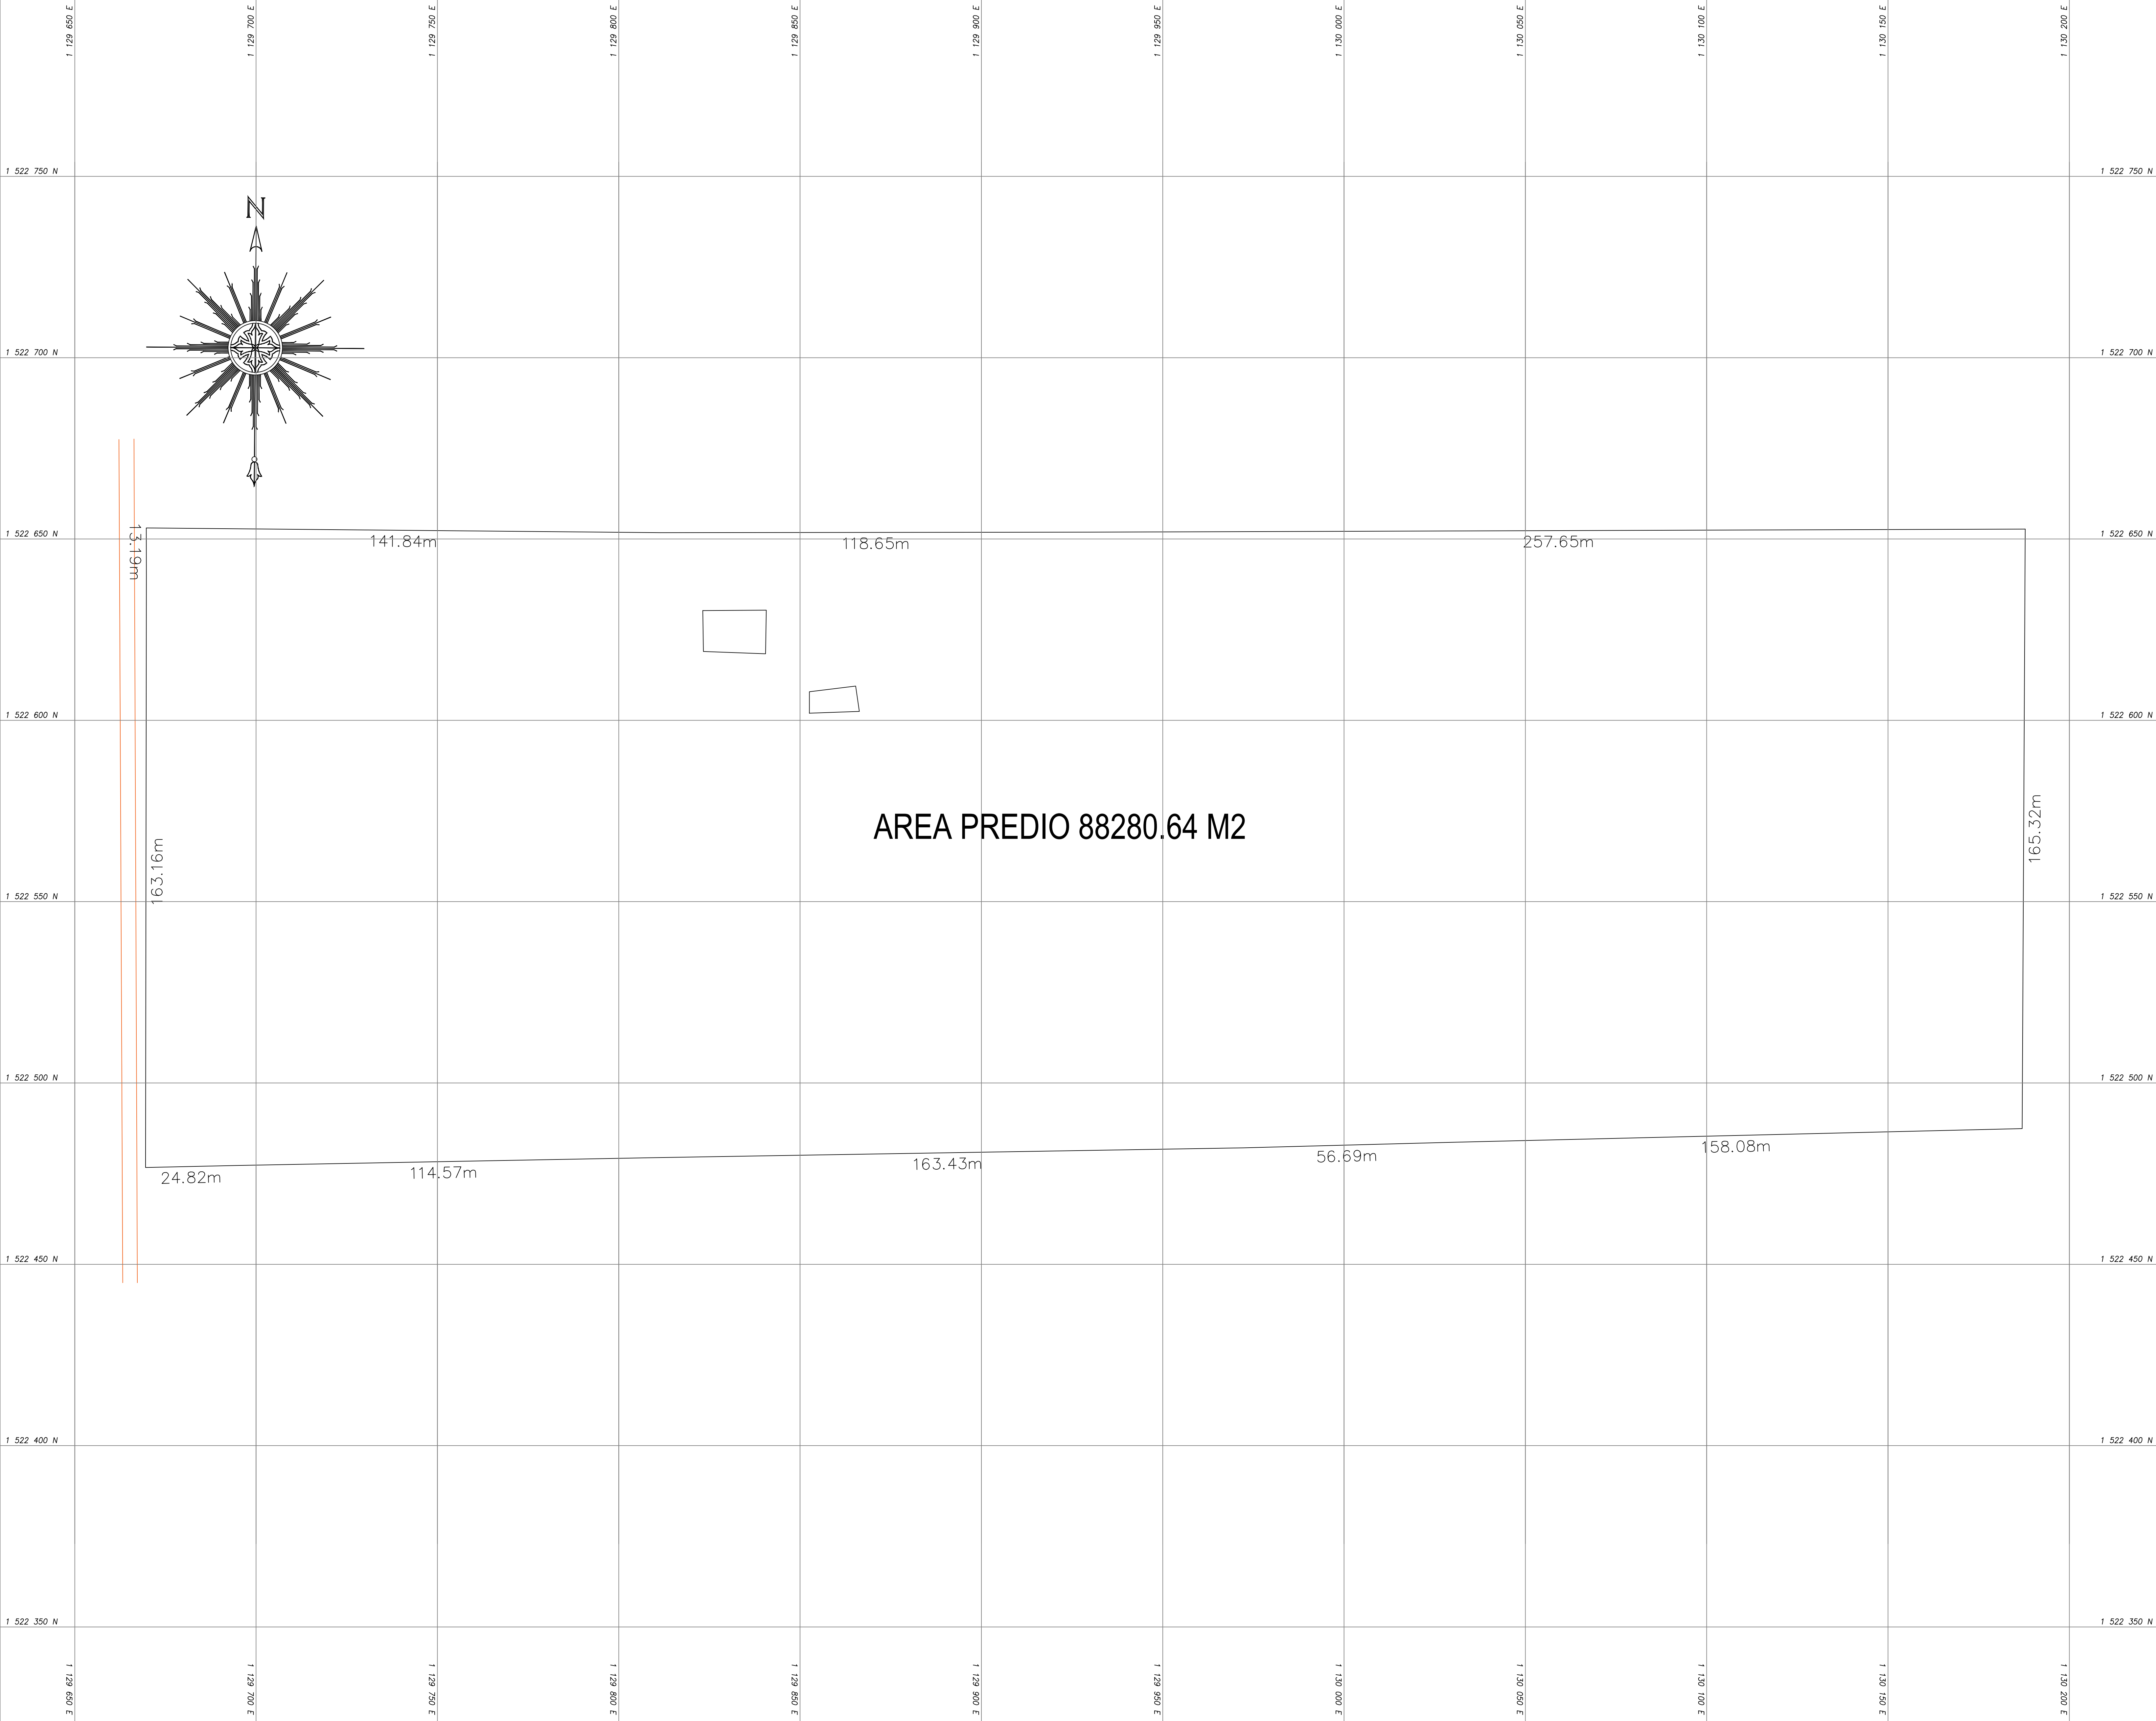 1 129 650 E
1 129 700 E
1 129 750 E
1 129 800 E
1 129 850 E
1 129 900 E
1 129 950 E
1 130 000 E
1 130 050 E
1 130 100 E
1 130 150 E
1 130 200 E
1 522 750 N
1 522 750 N
N
1 522 700 N
1 522 700 N
1 522 650 N
1 522 650 N
13.19m
141.84m
118.65m
257.65m
1 522 600 N
1 522 600 N
AREA PREDIO 88280.64 M2
163.16m
165.32m
1 522 550 N
1 522 550 N
1 522 500 N
1 522 500 N
24.82m
114.57m
163.43m
56.69m
158.08m
1 522 450 N
1 522 450 N
1 522 400 N
1 522 400 N
1 522 350 N
1 522 350 N
1 129 650 E
1 129 700 E
1 129 750 E
1 129 800 E
1 129 850 E
1 129 900 E
1 129 950 E
1 130 000 E
1 130 050 E
1 130 100 E
1 130 150 E
1 130 200 E